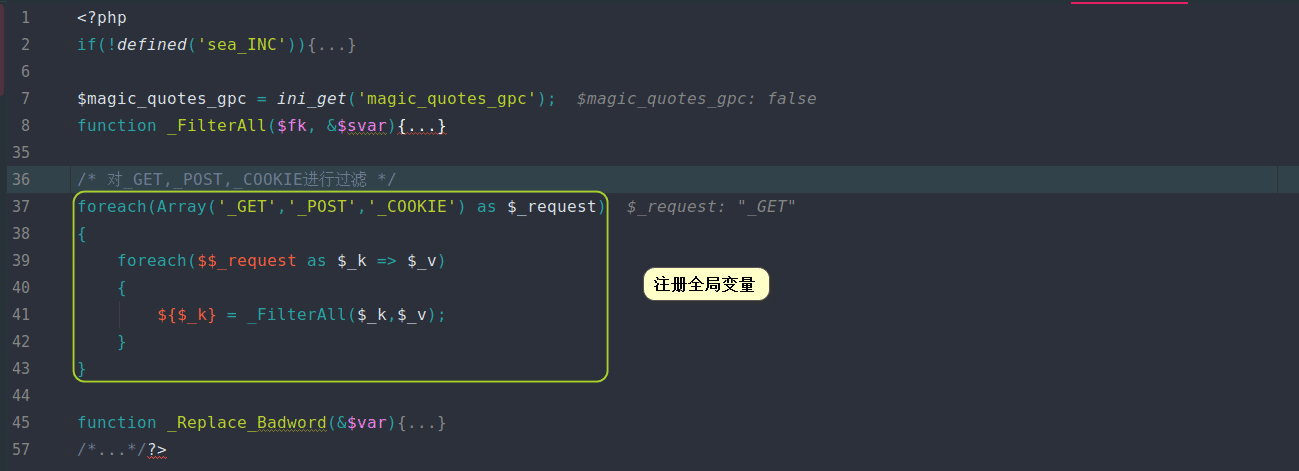 1 <?php
2 if(!defined('sea_INC')){...}
6
7 $magic_quotes_gpc = ini_get('magic_quotes_gpc'); $magic_quotes_gpc: false
8 function _FilterAll($fk, &$svar){...}
35
36 /* 对_GET,_POST,_COOKIE进行过滤 */
37 foreach(Array('_GET','_POST','_COOKIE') as $_request) $_request: "_GET"
38 {
39 foreach($$_request as $_k => $_v)
40 {
注册全局变量
41 ${$_k} = _FilterAll($_k,$_v);
42 }
43 }
44
45 function _Replace_Badword(&$var){...}
57 /*...*/?>